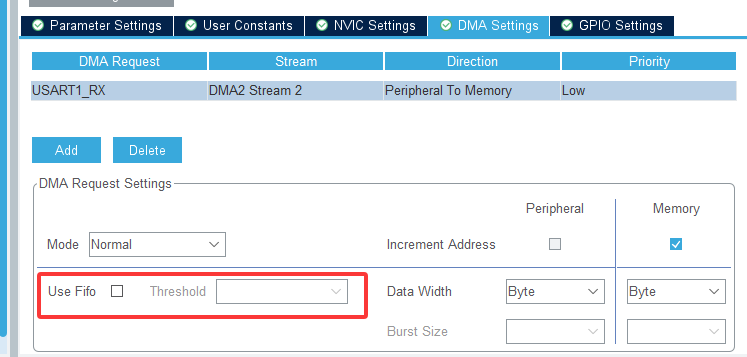 Parameter Settings User Constants NVIC Settings DMA Settings GPIO Settings
DMA Request Stream Direction Priority
USART1_RX DMA2 Stream 2 Peripheral To Memory Low
Add Delete
DMA Request Settings
Peripheral Memory
Mode Normal Increment Address
Use Fifo Threshold Data Width Byte Byte
Burst Size